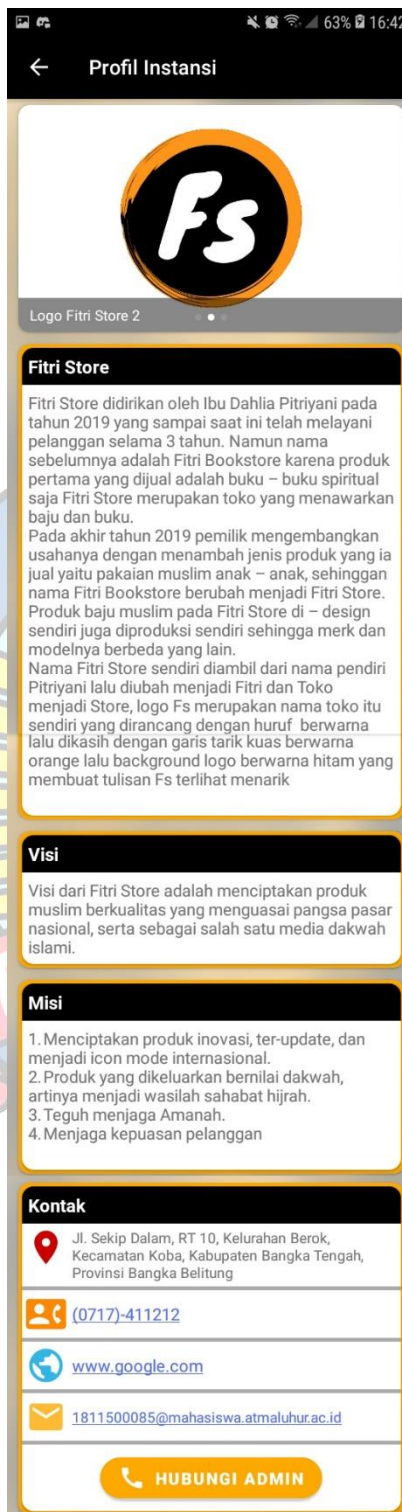 63% 16:42
Profil Instansi
Fs
Logo Fitri Store 2
Fitri Store
Fitri Store didirikan oleh Ibu Dahlia Pitriyani pada
tahun 2019 yang sampai saat ini telah melayani
pelanggan selama 3 tahun. Namun nama
sebelumnya adalah Fitri Bookstore karena produk
pertama yang dijual adalah buku – buku spiritual
saja Fitri Store merupakan toko yang menawarkan
baju dan buku.
Pada akhir tahun 2019 pemilik mengembangkan
usahanya dengan menambah jenis produk yang ia
jual yaitu pakaian muslim anak – anak, sehinggan
nama Fitri Bookstore berubah menjadi Fitri Store.
Produk baju muslim pada Fitri Store di – design
sendiri juga diproduksi sendiri sehingga merk dan
modelnya berbeda yang lain.
Nama Fitri Store sendiri diambil dari nama pendiri
Pitriyani lalu diubah menjadi Fitri dan Toko
menjadi Store, logo Fs merupakan nama toko itu
sendiri yang dirancang dengan huruf berwarna
lalu dikasih dengan garis tarik kuas berwarna
orange lalu background logo berwarna hitam yang
membuat tulisan Fs terlihat menarik
Visi
Visi dari Fitri Store adalah menciptakan produk
muslim berkualitas yang menguasai pangsa pasar
nasional, serta sebagai salah satu media dakwah
islami.
Misi
1. Menciptakan produk inovasi, ter-update, dan
menjadi icon mode internasional.
2. Produk yang dikeluarkan bernilai dakwah,
artinya menjadi wasilah sahabat hijrah.
3. Teguh menjaga Amanah.
4. Menjaga kepuasan pelanggan
Kontak
Jl. Sekip Dalam, RT 10, Kelurahan Berok,
Kecamatan Koba, Kabupaten Bangka Tengah,
Provinsi Bangka Belitung
(0717)-411212
www.google.com
1811500085@mahasiswa.atmaluhur.ac.id
HUBUNGI ADMIN